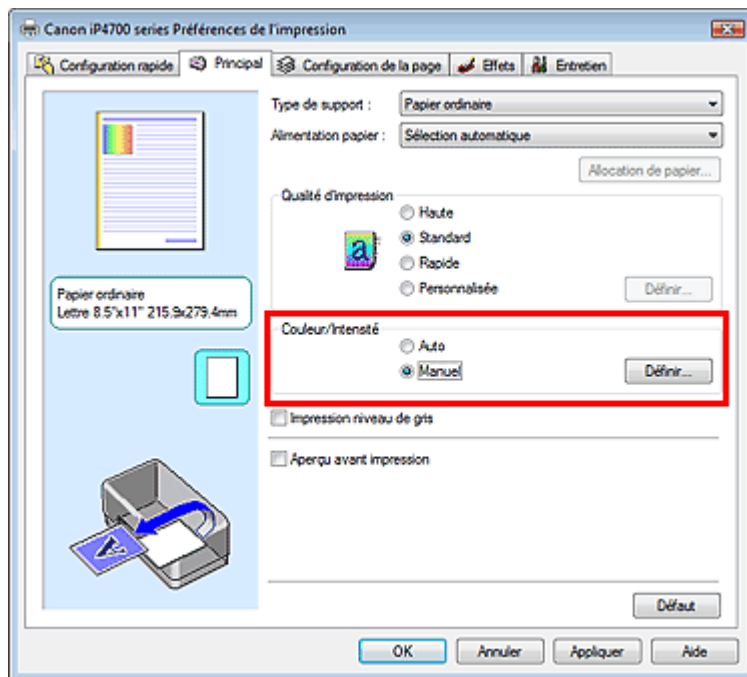 Canon iP4700 series Préférences de l'impression
Configuration rapide Principal Configuration de la page Effets Entretien
Type de support : Papier ordinaire
Alimentation papier : Sélection automatique
Allocation de papier...
Qualité d'impression
Haute
a Standard
Rapide
Personnalisée Définir...
Papier ordinaire
Lettre 8.5"x11" 215.9x279.4mm
Couleur/Intensité
Auto
Manuel Définir...
Impression niveau de gris
Aperçu avant impression
A
Défaut
OK Annuler Appliquer Aide